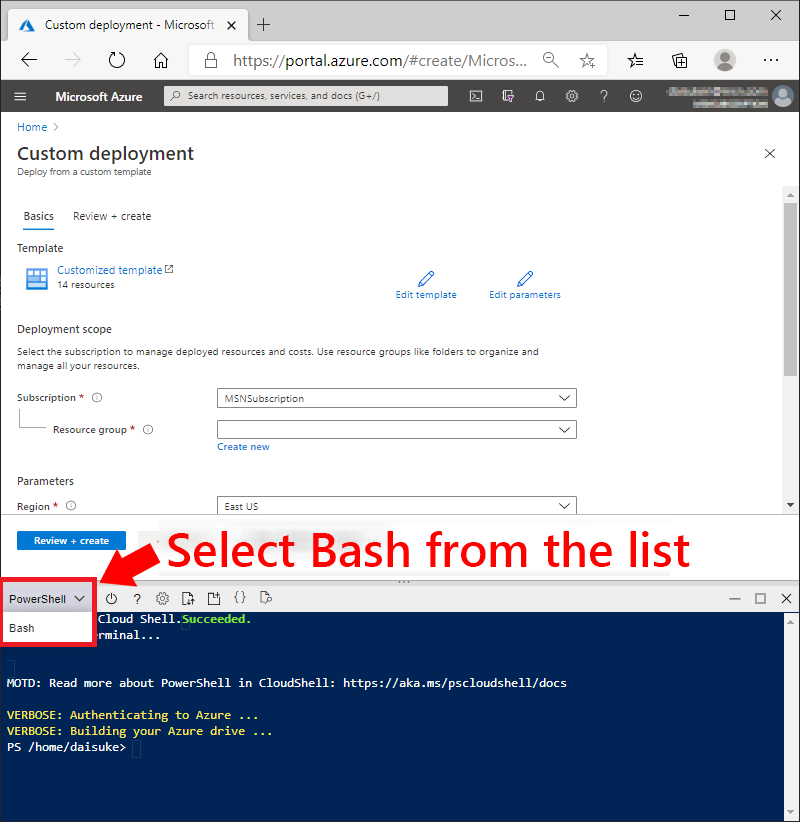 Custom deployment - Microsoft
https://portal.azure.com/#create/Micros...
Microsoft Azure
Search resources, services, and docs (G+/)
Home
Custom deployment
Deploy from a custom template
Basics Review + create
Template
Customized template
14 resources
Edit template Edit parameters
Deployment scope
Select the subscription to manage deployed resources and costs. Use resource groups like folders to organize and
manage all your resources.
Subscription * MSNSubscription
Resource group *
Create new
Parameters
Region * East US
Review + create
Select Bash from the list
PowerShell
Bash
Cloud Shell.Succeeded.
erminal...
MOTD: Read more about PowerShell in CloudShell: https://aka.ms/pscloudshell/docs
VERBOSE: Authenticating to Azure ...
VERBOSE: Building your Azure drive ...
PS /home/daisuke>